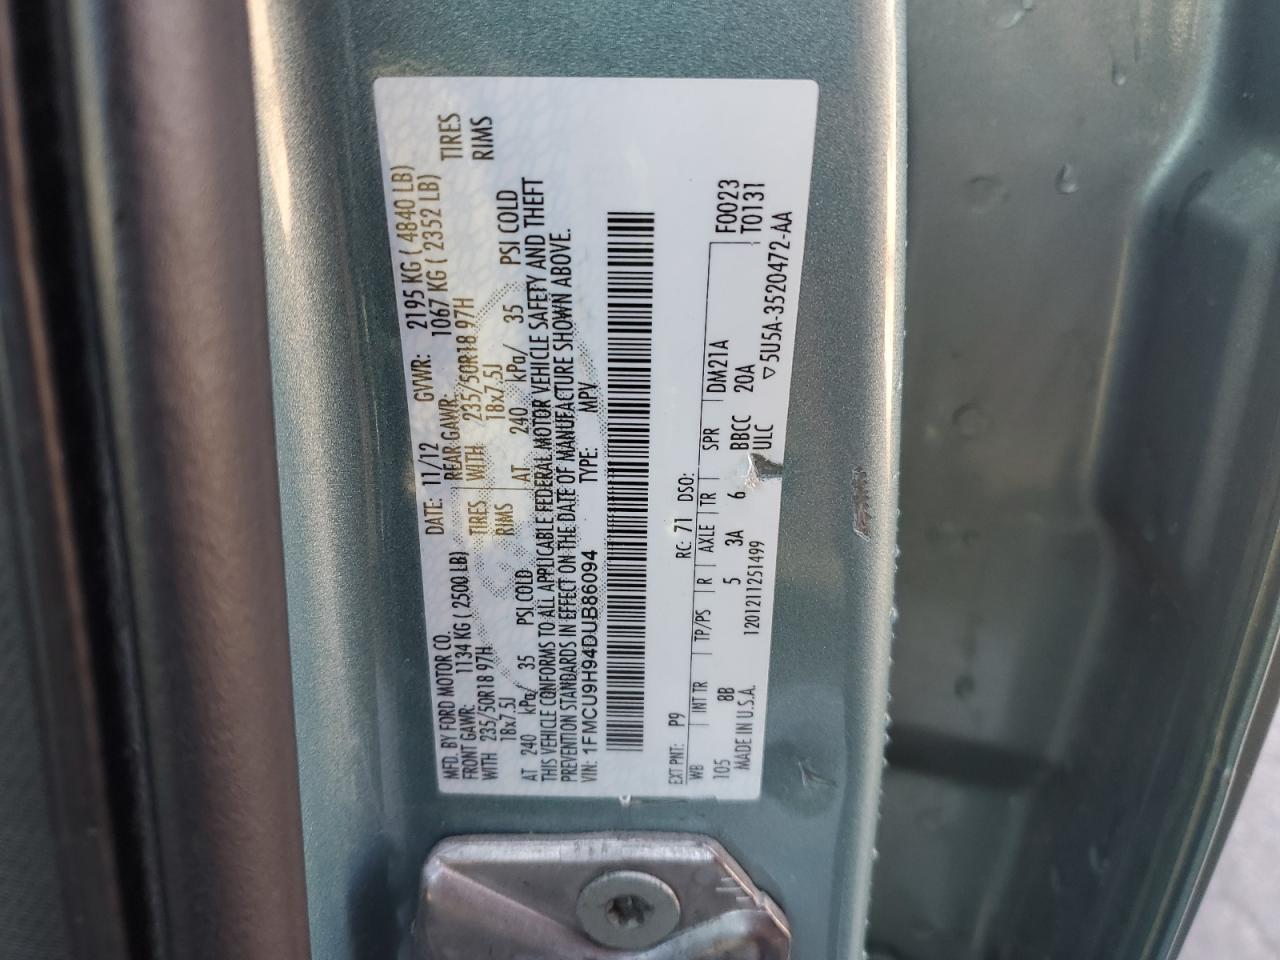 MFD. BY FORD MOTOR CO.
DATE: 11/12 GVWR: 2195 KG ( 4840 LB)
FRONT GAWR: 1134 KG ( 2500 LB) REAR GAWR: 1067 KG ( 2352 LB)
WITH 235/50R18 97H TIRES WITH 235/50R18 97H TIRES
18x7.5J RIMS 18x7.5J RIMS
AT 240 kPa/ 35 PSI COLD AT 240 kPa/ 35 PSI COLD
THIS VEHICLE CONFORMS TO ALL APPLICABLE FEDERAL MOTOR VEHICLE SAFETY AND THEFT
PREVENTION STANDARDS IN EFFECT ON THE DATE OF MANUFACTURE SHOWN ABOVE.
VIN: 1FMCU9H94DUB86094 TYPE: MPV
EXT PNT: P9 RC: 71 DSO: F0023
WB INT TR TP/PS R AXLE TR SPR DM21A T0131
105 8B 5 3A 6 BBCC 20A
MADE IN U.S.A. 1201211251499 ULC ▽5U5A-3520472-AA